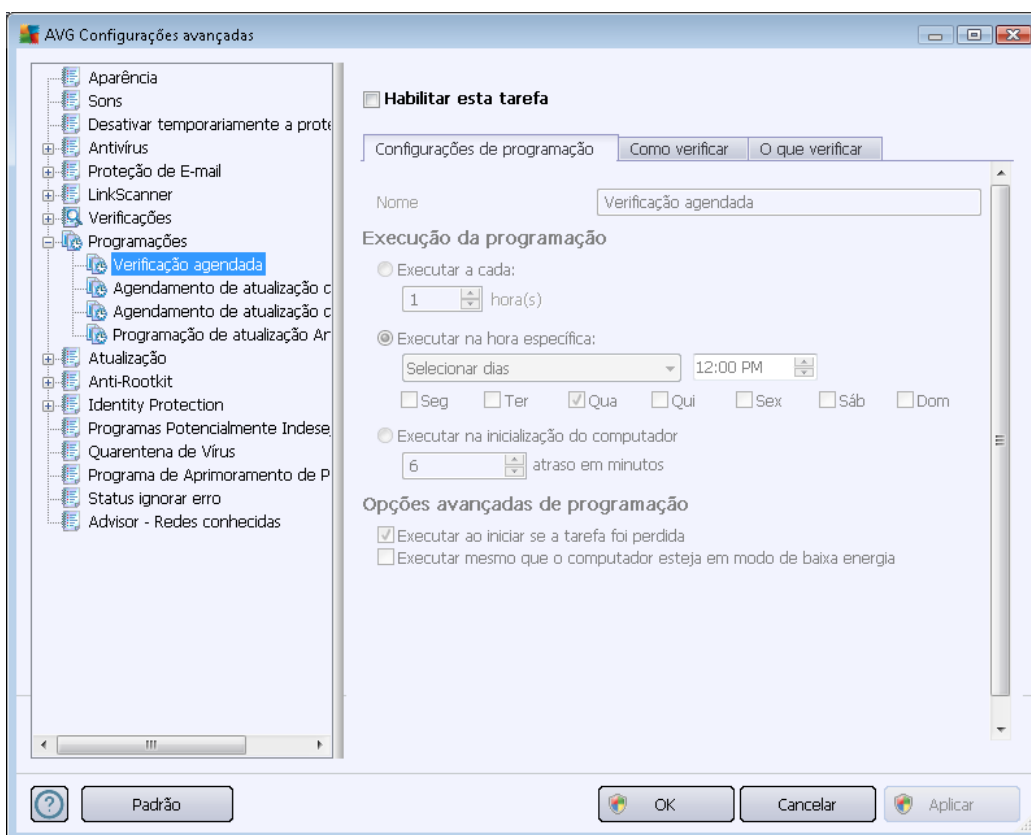 AVG Configurações avançadas
Aparência
Sons
Desativar temporariamente a prote
Antivírus
Proteção de E-mail
LinkScanner
Verificações
Programações
Verificação agendada
Agendamento de atualização c
Agendamento de atualização c
Programação de atualização An
Atualização
Anti-Rootkit
Identity Protection
Programas Potencialmente Indese
Quarentena de Vírus
Programa de Aprimoramento de P
Status ignorar erro
Advisor - Redes conhecidas
Habilitar esta tarefa
Configurações de programação Como verificar O que verificar
Nome Verificação agendada
Execução da programação
Executar a cada:
1 hora(s)
Executar na hora específica:
Selecionar dias 12:00 PM
Seg Ter Qua Qui Sex Sáb Dom
Executar na inicialização do computador
6 atraso em minutos
Opções avançadas de programação
Executar ao iniciar se a tarefa foi perdida
Executar mesmo que o computador esteja em modo de baixa energia
? Padrão OK Cancelar Aplicar